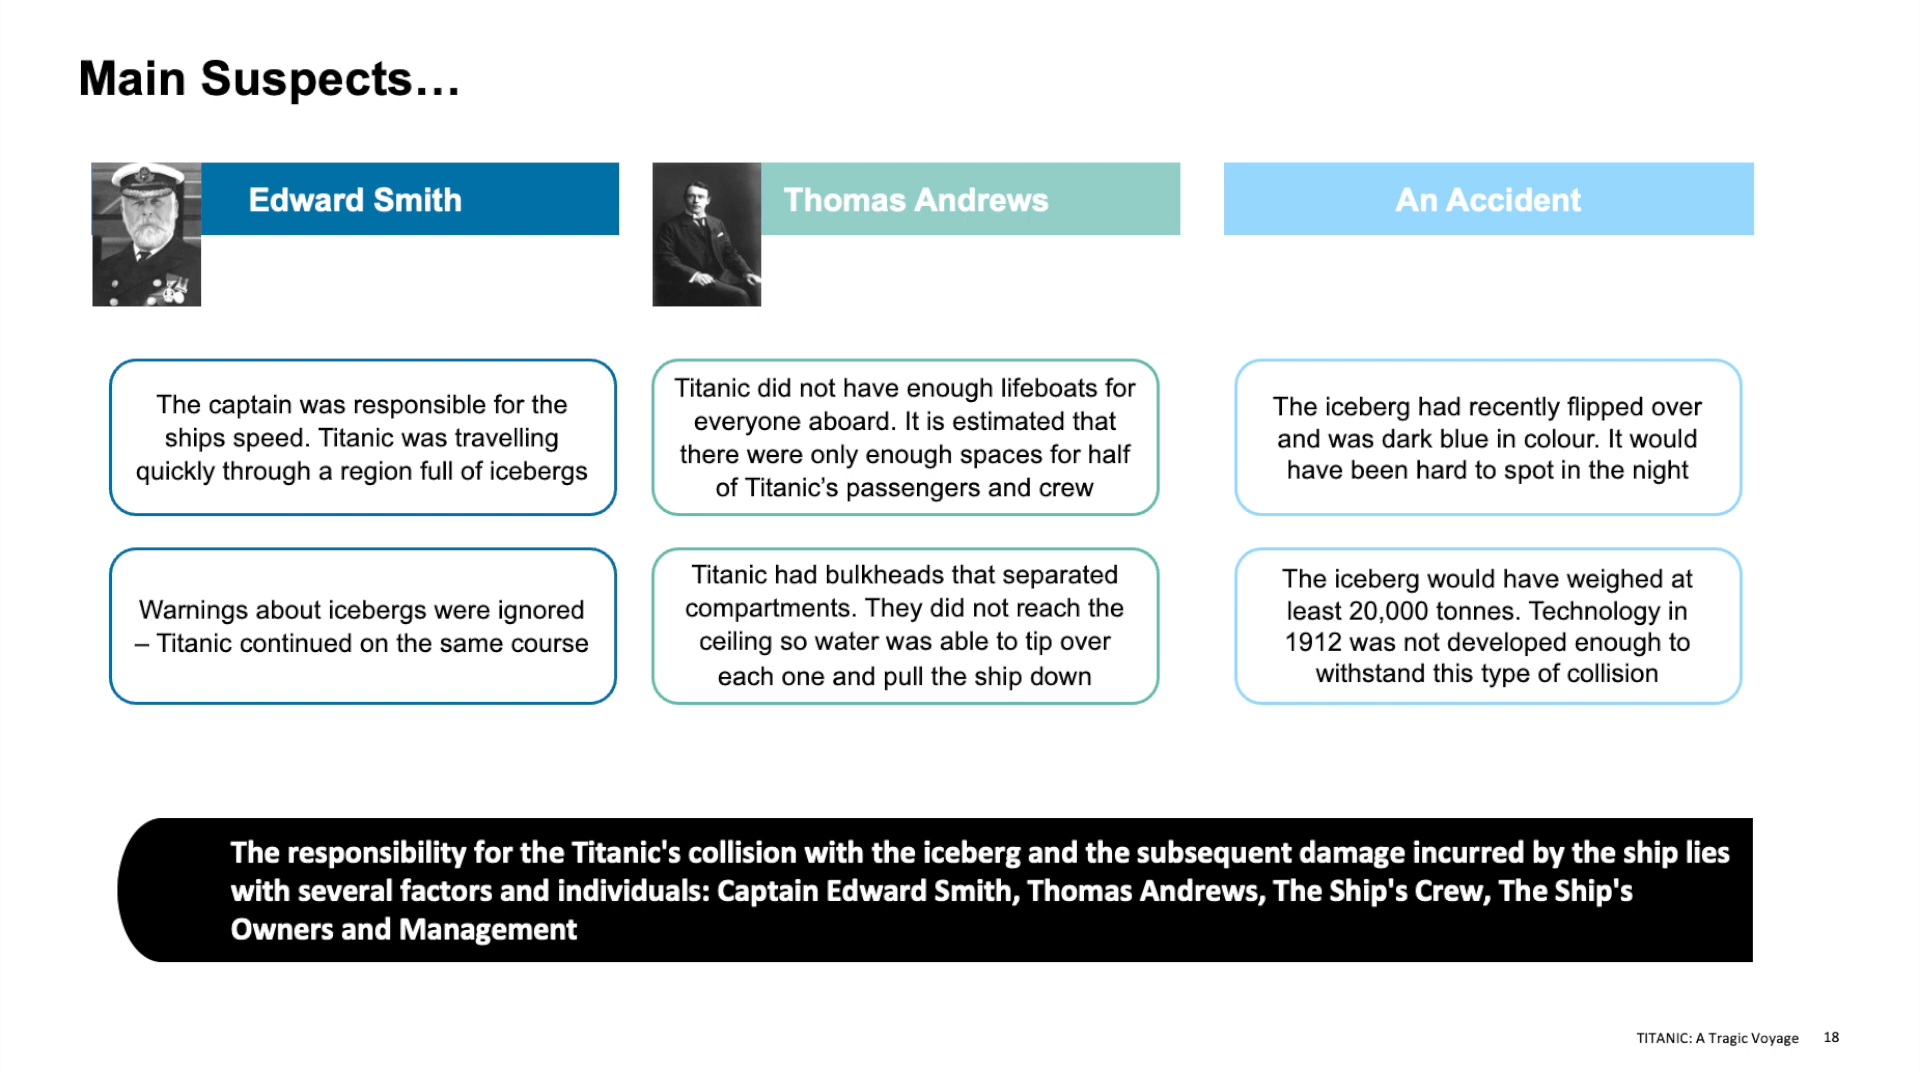 Main Suspects…
Edward Smith
Thomas Andrews
An Accident
The captain was responsible for the
ships speed. Titanic was travelling
quickly through a region full of icebergs
Titanic did not have enough lifeboats for
everyone aboard. It is estimated that
there were only enough spaces for half
of Titanic’s passengers and crew
The iceberg had recently flipped over
and was dark blue in colour. It would
have been hard to spot in the night
Warnings about icebergs were ignored
– Titanic continued on the same course
Titanic had bulkheads that separated
compartments. They did not reach the
ceiling so water was able to tip over
each one and pull the ship down
The iceberg would have weighed at
least 20,000 tonnes. Technology in
1912 was not developed enough to
withstand this type of collision
The responsibility for the Titanic's collision with the iceberg and the subsequent damage incurred by the ship lies
with several factors and individuals: Captain Edward Smith, Thomas Andrews, The Ship's Crew, The Ship's
Owners and Management
TITANIC: A Tragic Voyage 18